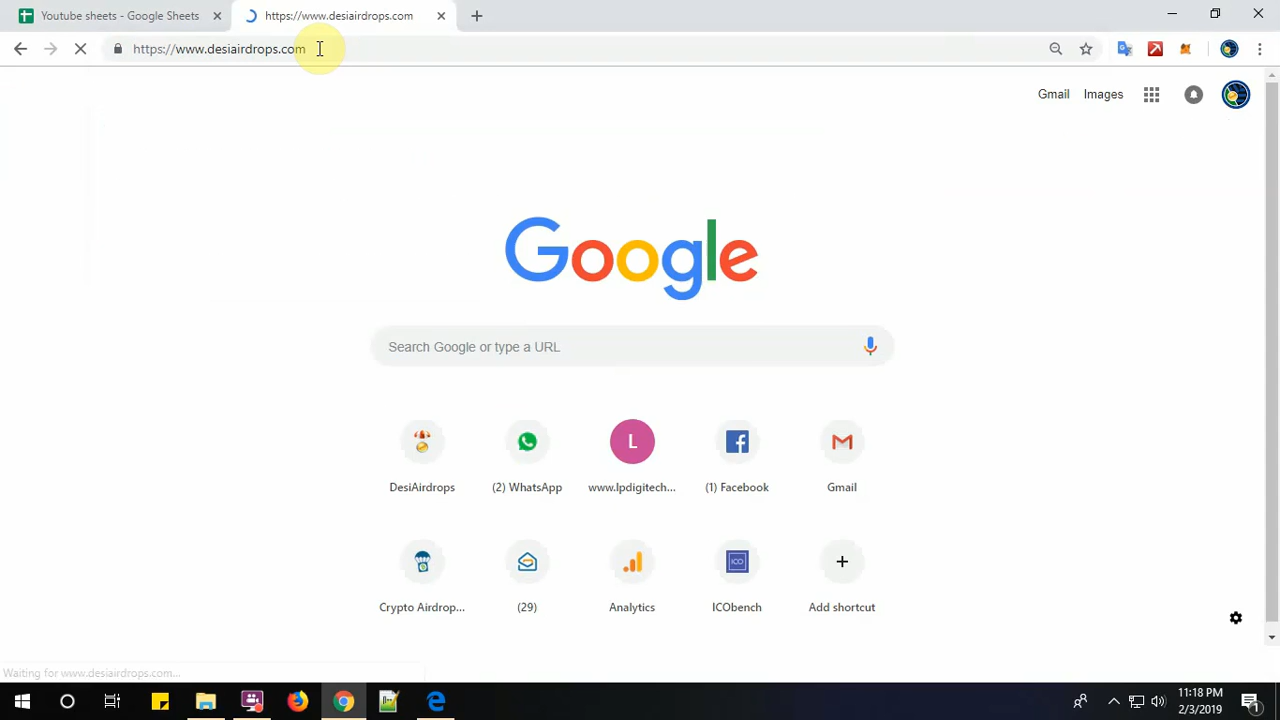 Youtube sheets - Google Sheets
https://www.desiairdrops.com
https://www.desiairdrops.com
Gmail Images
Google
Search Google or type a URL
L
DesiAirdrops (2) WhatsApp www.lpdigitech... (1) Facebook Gmail
ICO
Crypto Airdrop... (29) Analytics ICObench Add shortcut
Waiting for www.desiairdrops.com...
11:18 PM
2/3/2019
1